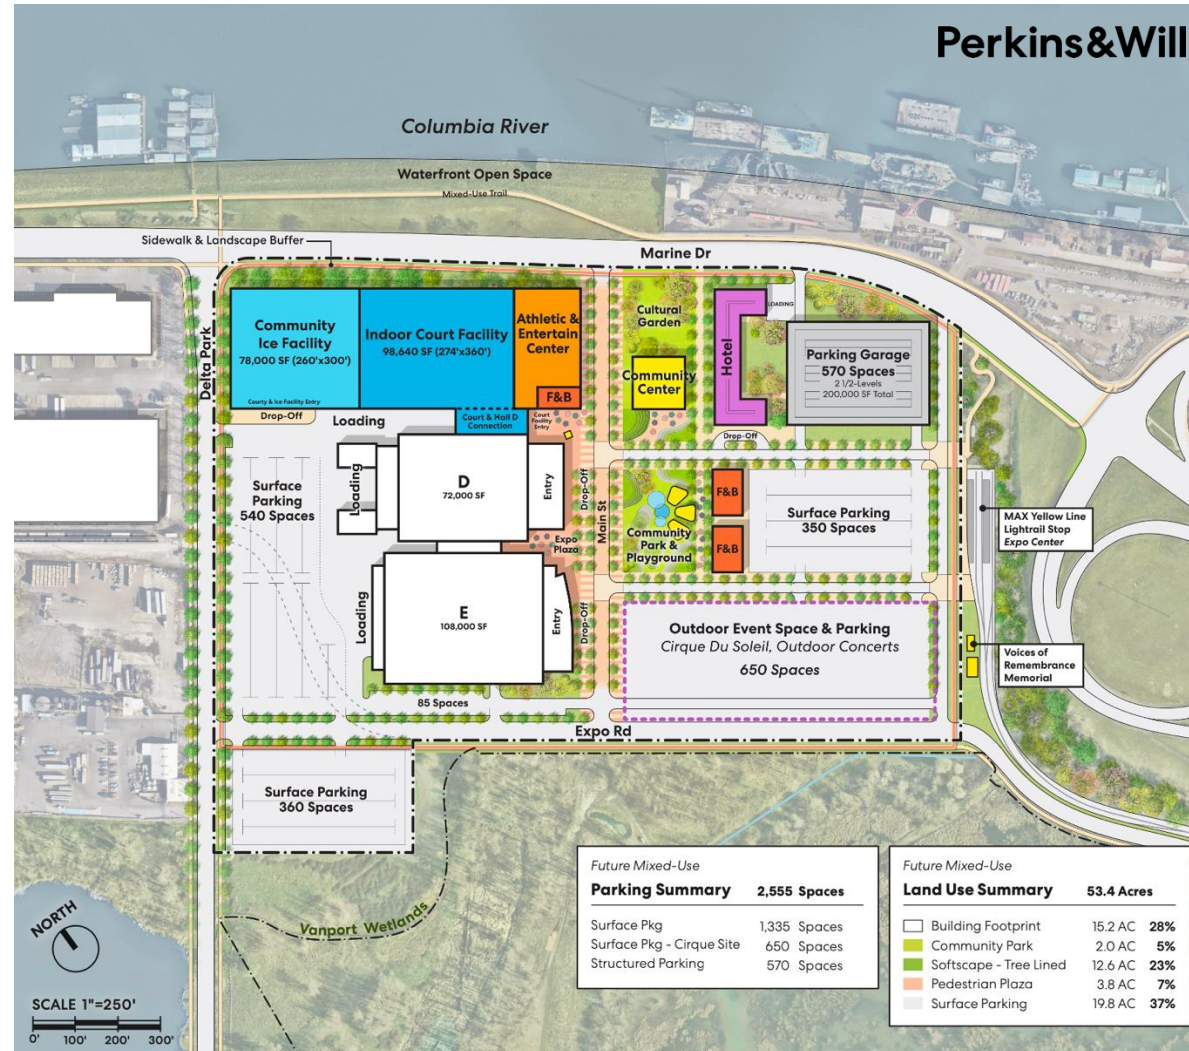 Perkins&Will
Columbia River
Waterfront Open Space
Mixed-Use Trail
Sidewalk & Landscape Buffer
Marine Dr
Delta Park
Community
Ice Facility
78,000 SF (260'x300')
County & Ice Facility Entry
Indoor Court Facility
98,640 SF (274'x360')
Athletic &
Entertain
Center
F&B
Cultural
Garden
Community
Center
Hotel
LOADING
Parking Garage
570 Spaces
2 1/2-Levels
200,000 SF Total
Drop-Off
Loading
Court & Hall D
Connection
Court
Facility
Entry
Drop-Off
Surface
Parking
540 Spaces
Loading
D
72,000 SF
Entry
Drop-Off
Main St
Expo
Plaza
Community
Park &
Playground
F&B
F&B
Surface Parking
350 Spaces
MAX Yellow Line
Lightrail Stop
Expo Center
Loading
E
108,000 SF
Entry
Drop-Off
Outdoor Event Space & Parking
Cirque Du Soleil, Outdoor Concerts
650 Spaces
Voices of
Remembrance
Memorial
85 Spaces
Expo Rd
Surface Parking
360 Spaces
Vanport Wetlands
NORTH
SCALE 1"=250'
0' 100' 200' 300'
Future Mixed-Use
Parking Summary 2,555 Spaces
Surface Pkg 1,335 Spaces
Surface Pkg - Cirque Site 650 Spaces
Structured Parking 570 Spaces
Future Mixed-Use
Land Use Summary 53.4 Acres
Building Footprint 15.2 AC 28%
Community Park 2.0 AC 5%
Softscape - Tree Lined 12.6 AC 23%
Pedestrian Plaza 3.8 AC 7%
Surface Parking 19.8 AC 37%